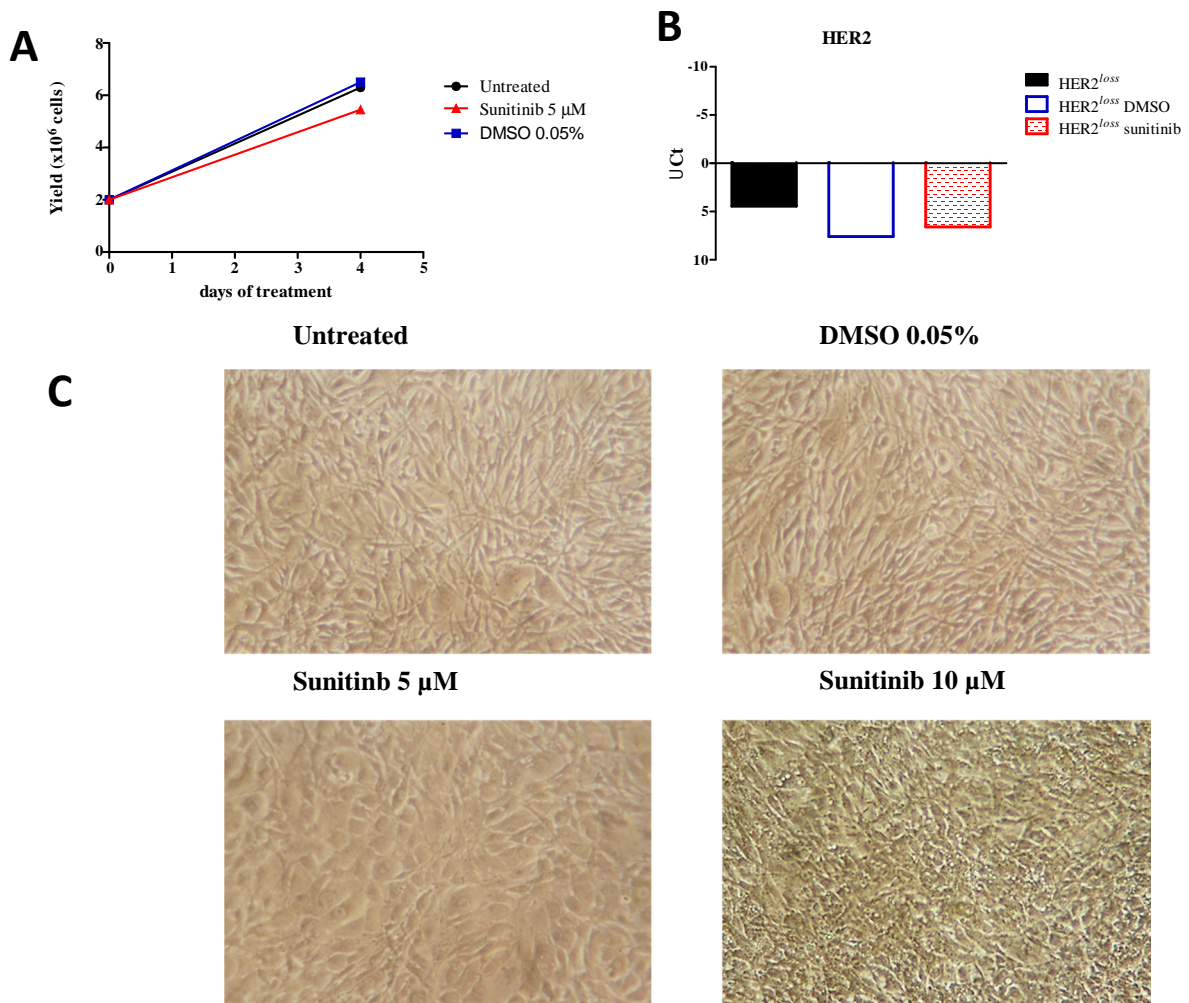 A
8
6
4
2
0
Yield (x10⁶ cells)
0 1 2 3 4 5
days of treatment
Untreated
Sunitinib 5 µM
DMSO 0.05%
B
HER2
-10
-5
0
5
10
UCt
HER2loss
HER2loss DMSO
HER2loss sunitinib
C
Untreated
DMSO 0.05%
Sunitinb 5 µM
Sunitinib 10 µM